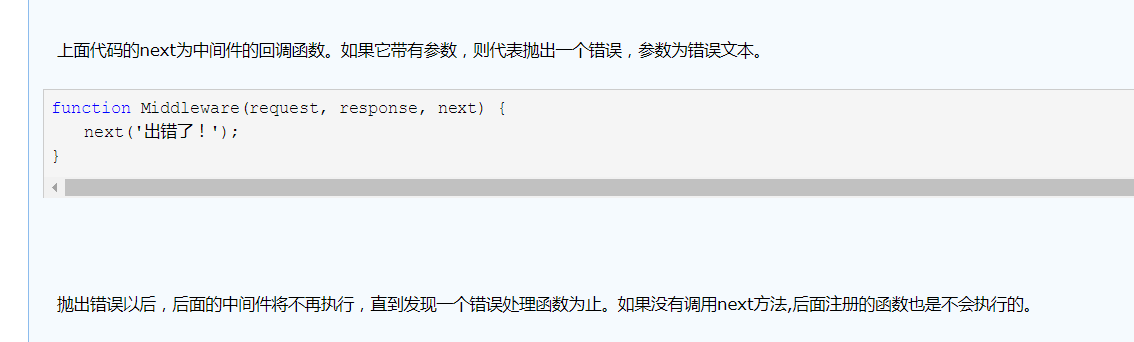 上面代码的next为中间件的回调函数。如果它带有参数，则代表抛出一个错误，参数为错误文本。
function Middleware(request, response, next) {
   next('出错了！');
}
抛出错误以后，后面的中间件将不再执行，直到发现一个错误处理函数为止。如果没有调用next方法,后面注册的函数也是不会执行的。